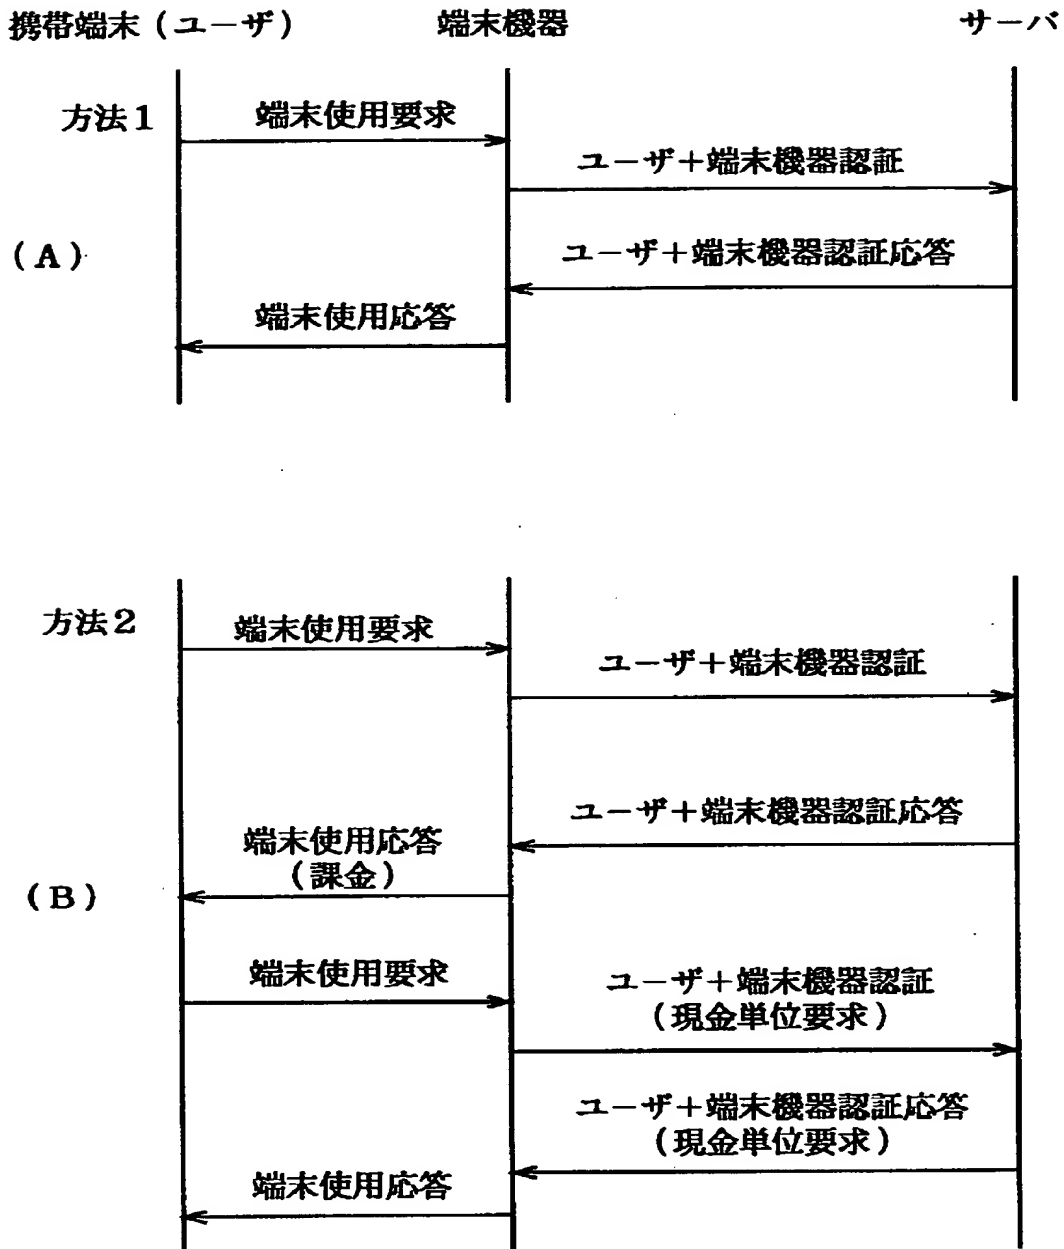 携帯端末（ユーザ） 端末機器 サーバ
方法1
端末使用要求
ユーザ＋端末機器認証
(A)
ユーザ＋端末機器認証応答
端末使用応答
方法2
端末使用要求
ユーザ＋端末機器認証
ユーザ＋端末機器認証応答
端末使用応答
（課金）
(B)
端末使用要求
ユーザ＋端末機器認証
（現金単位要求）
ユーザ＋端末機器認証応答
（現金単位要求）
端末使用応答